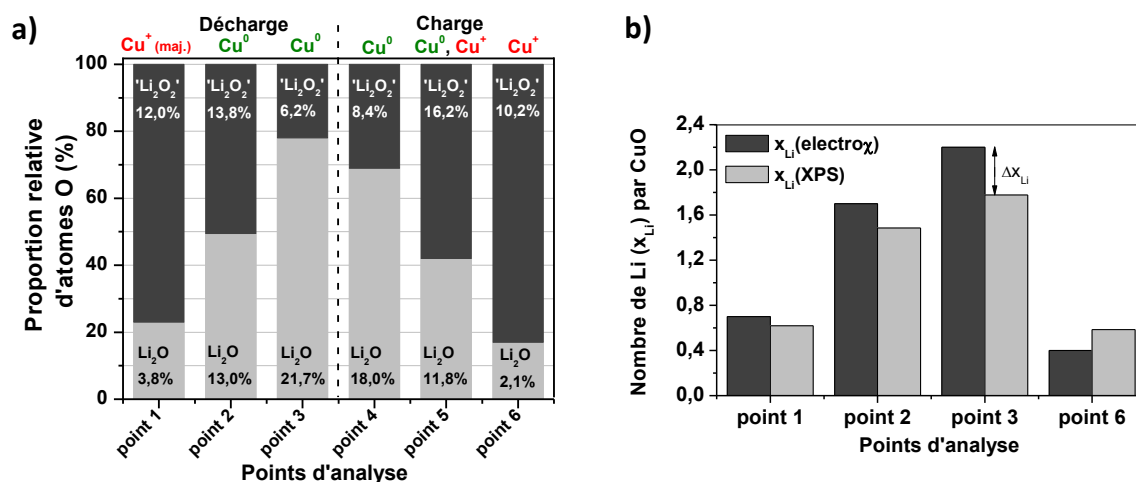 a)
Décharge
Charge
Cu⁺ (maj.) Cu⁰ Cu⁰ Cu⁰ Cu⁰, Cu⁺ Cu⁺
Proportion relative
d'atomes O (%)
100
80
60
40
20
0
'Li₂O₂' 'Li₂O₂' 'Li₂O₂' 'Li₂O₂' 'Li₂O₂' 'Li₂O₂'
12,0% 13,8% 6,2% 8,4% 16,2% 10,2%
Li₂O Li₂O Li₂O Li₂O Li₂O Li₂O
3,8% 13,0% 21,7% 18,0% 11,8% 2,1%
point 1 point 2 point 3 point 4 point 5 point 6
Points d'analyse
b)
Nombre de Li (x_Li) par CuO
2,4
2,0
1,6
1,2
0,8
0,4
0,0
x_Li(electroχ)
x_Li(XPS)
Δx_Li
point 1 point 2 point 3 point 6
Points d'analyse